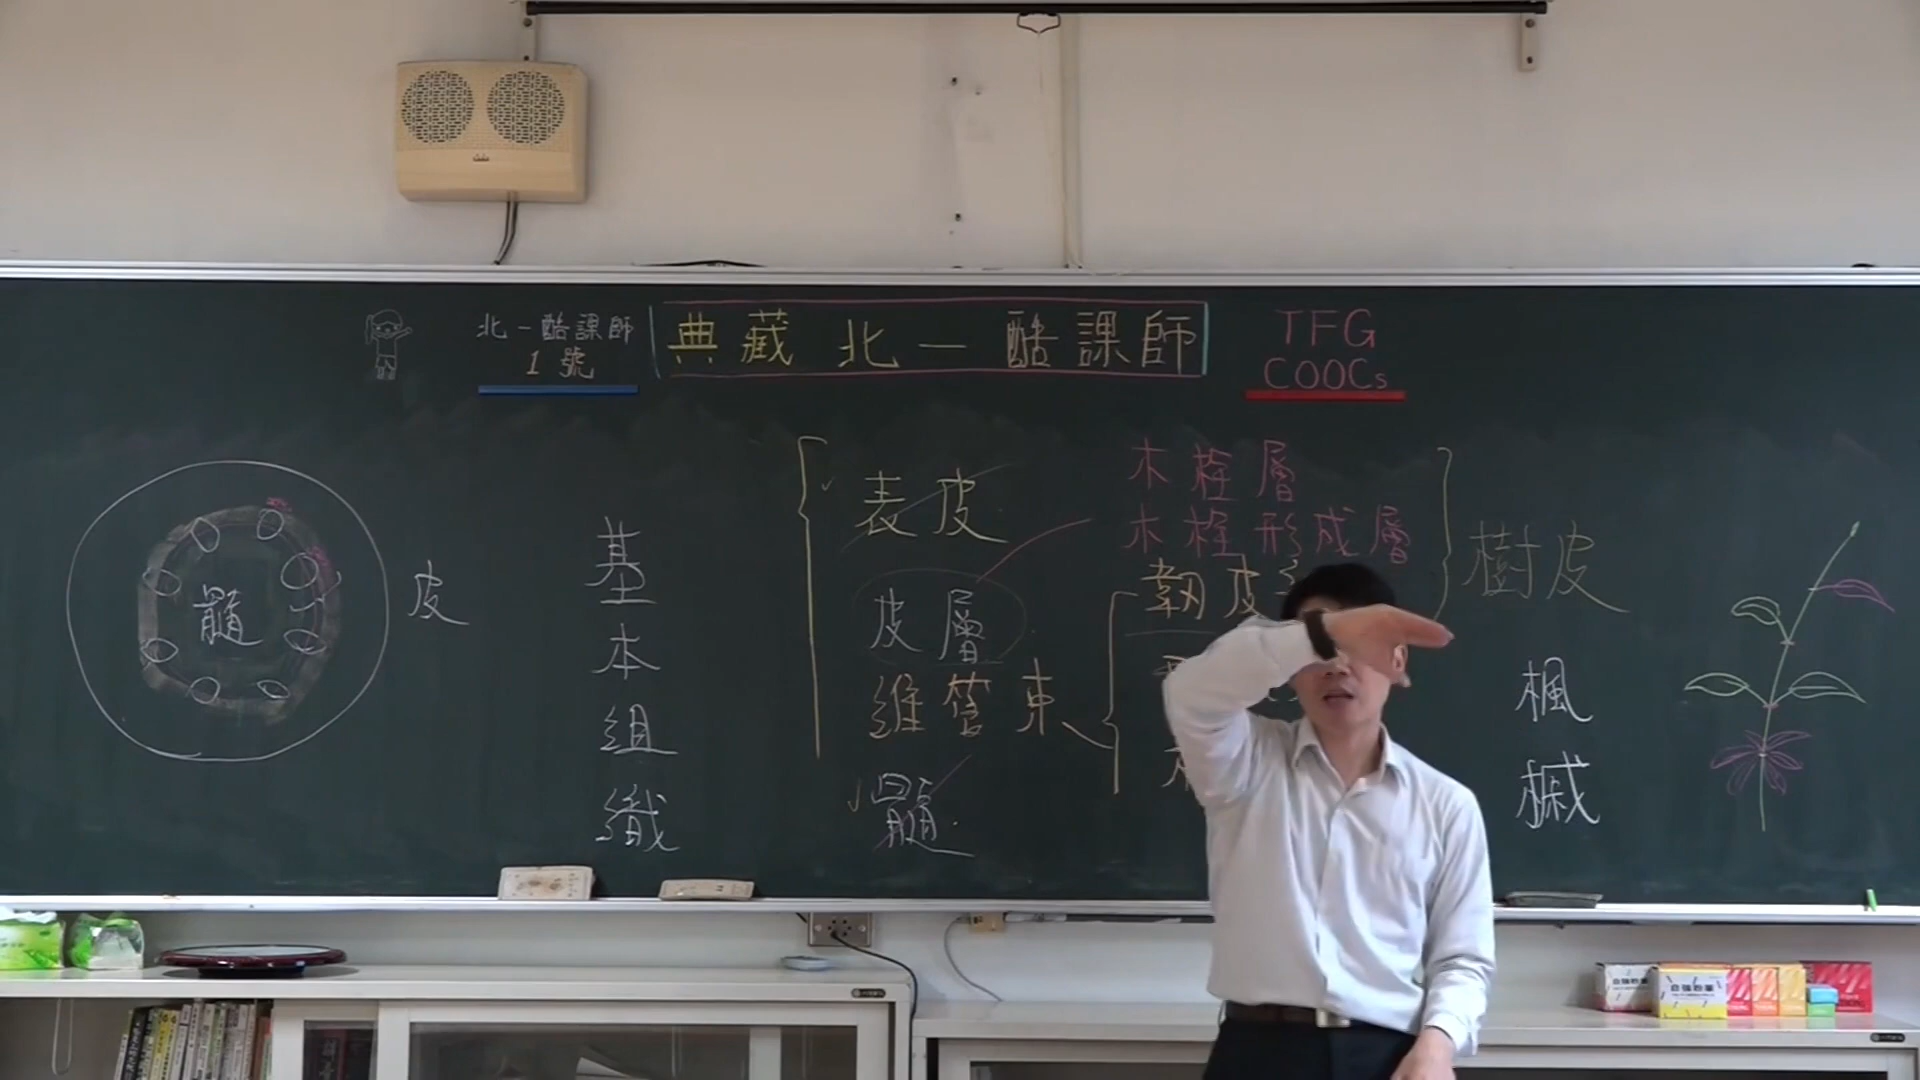 北一酷課師
1號
典藏 北一酷課師
TFG
COOCs
髓
皮
基本組織
表皮
皮層
維管束
髓
木栓層
木栓形成層
韌皮
樹皮
楓
槭